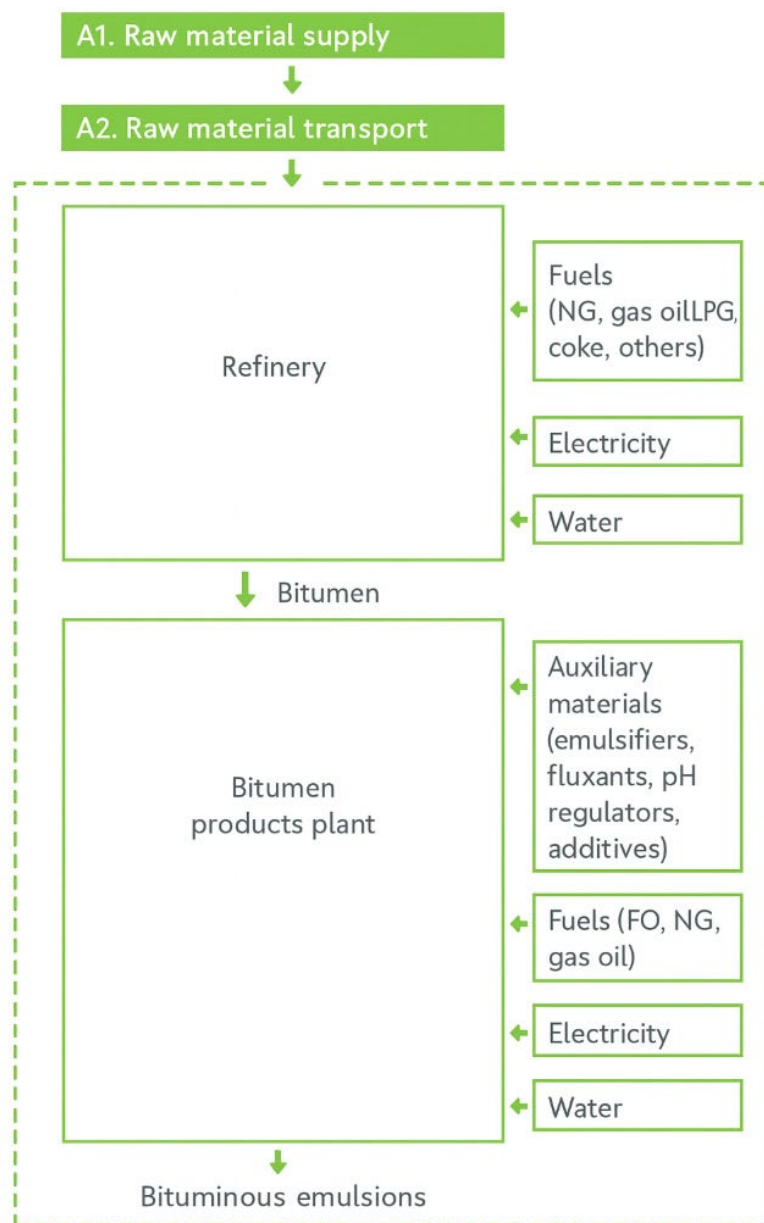 A1. Raw material supply
A2. Raw material transport
Refinery
Fuels
(NG, gas oilLPG,
coke, others)
Electricity
Water
Bitumen
Bitumen
products plant
Auxiliary
materials
(emulsifiers,
fluxants, pH
regulators,
additives)
Fuels (FO, NG,
gas oil)
Electricity
Water
Bituminous emulsions